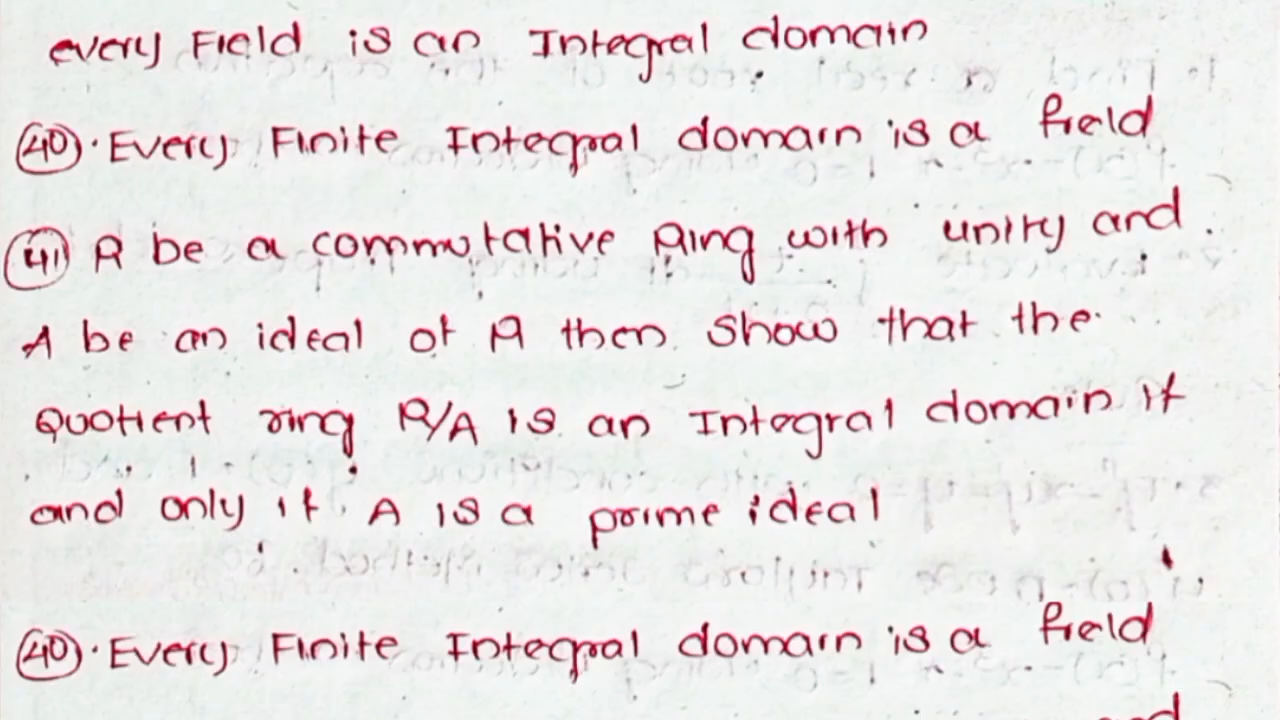 every Field is an Integral domain
(40). Every Finite Integral domain is a field
(41) R be a commutative Ring with unity and
A be an ideal of R then show that the
Quotient ring R/A is an Integral domain if
and only if A is a prime ideal
(40). Every Finite Integral domain is a field